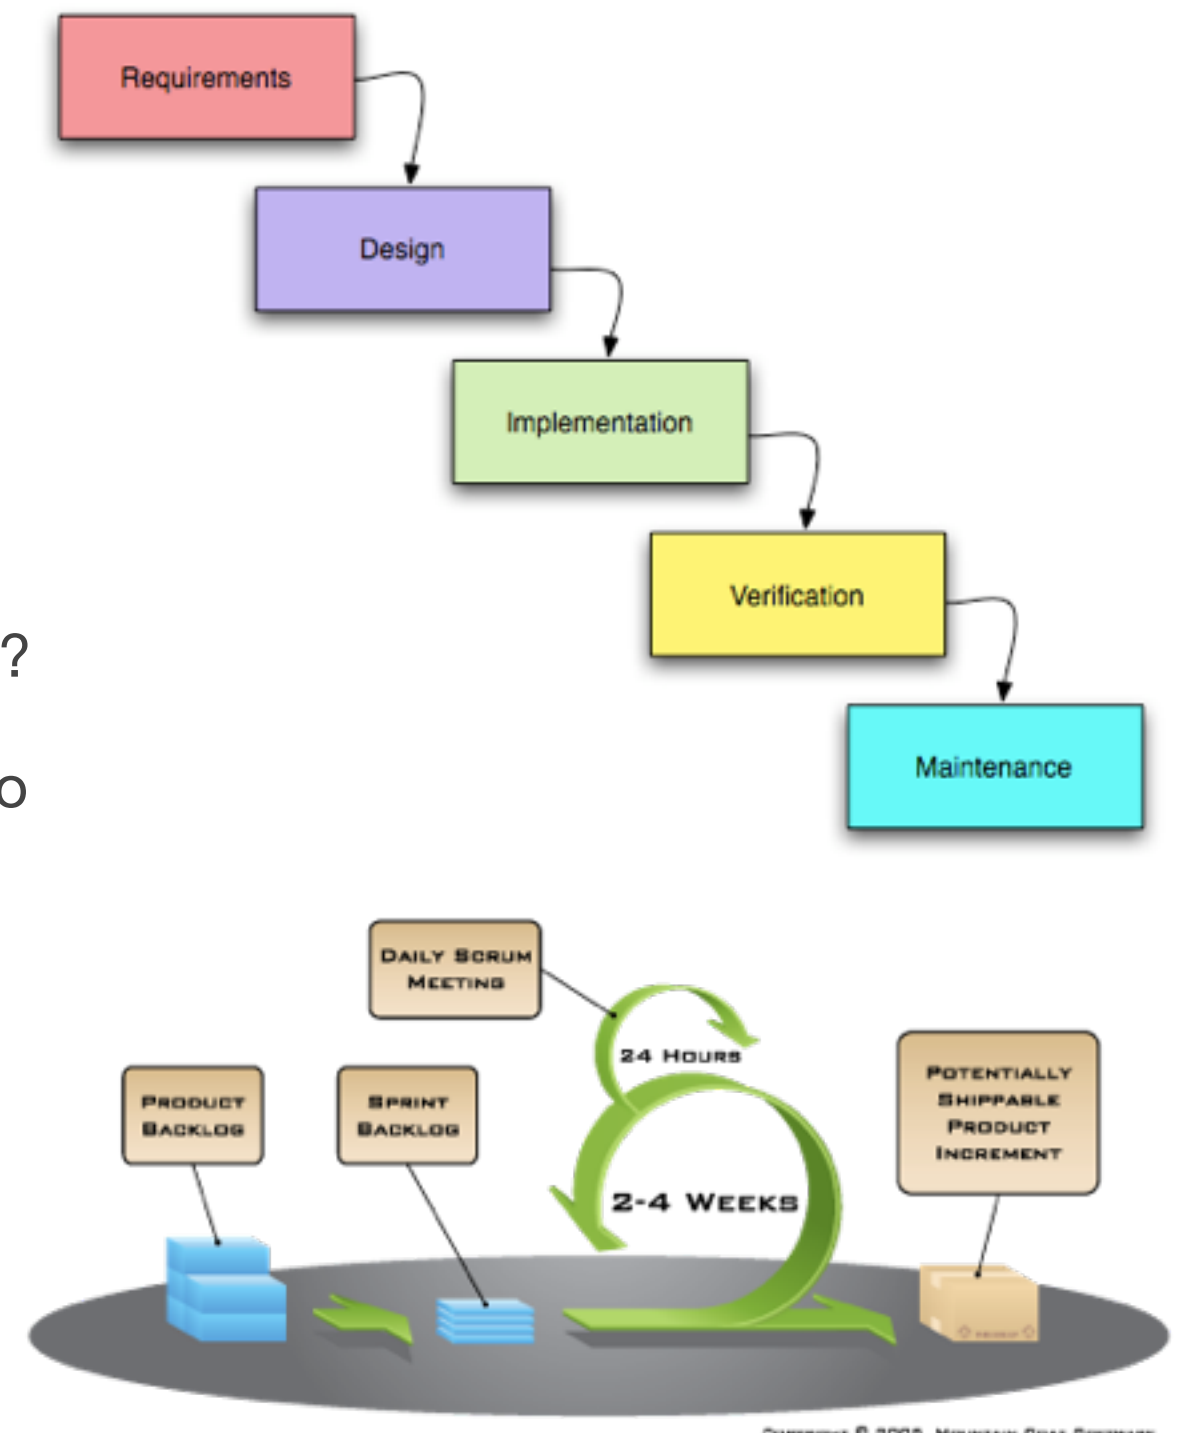 Requirements
Design
Implementation
Verification
?
Maintenance
o
DAILY SCRUM
MEETING
24 HOURS
PRODUCT
BACKLOG
SPRINT
BACKLOG
POTENTIALLY
SHIPPABLE
PRODUCT
INCREMENT
2-4 WEEKS